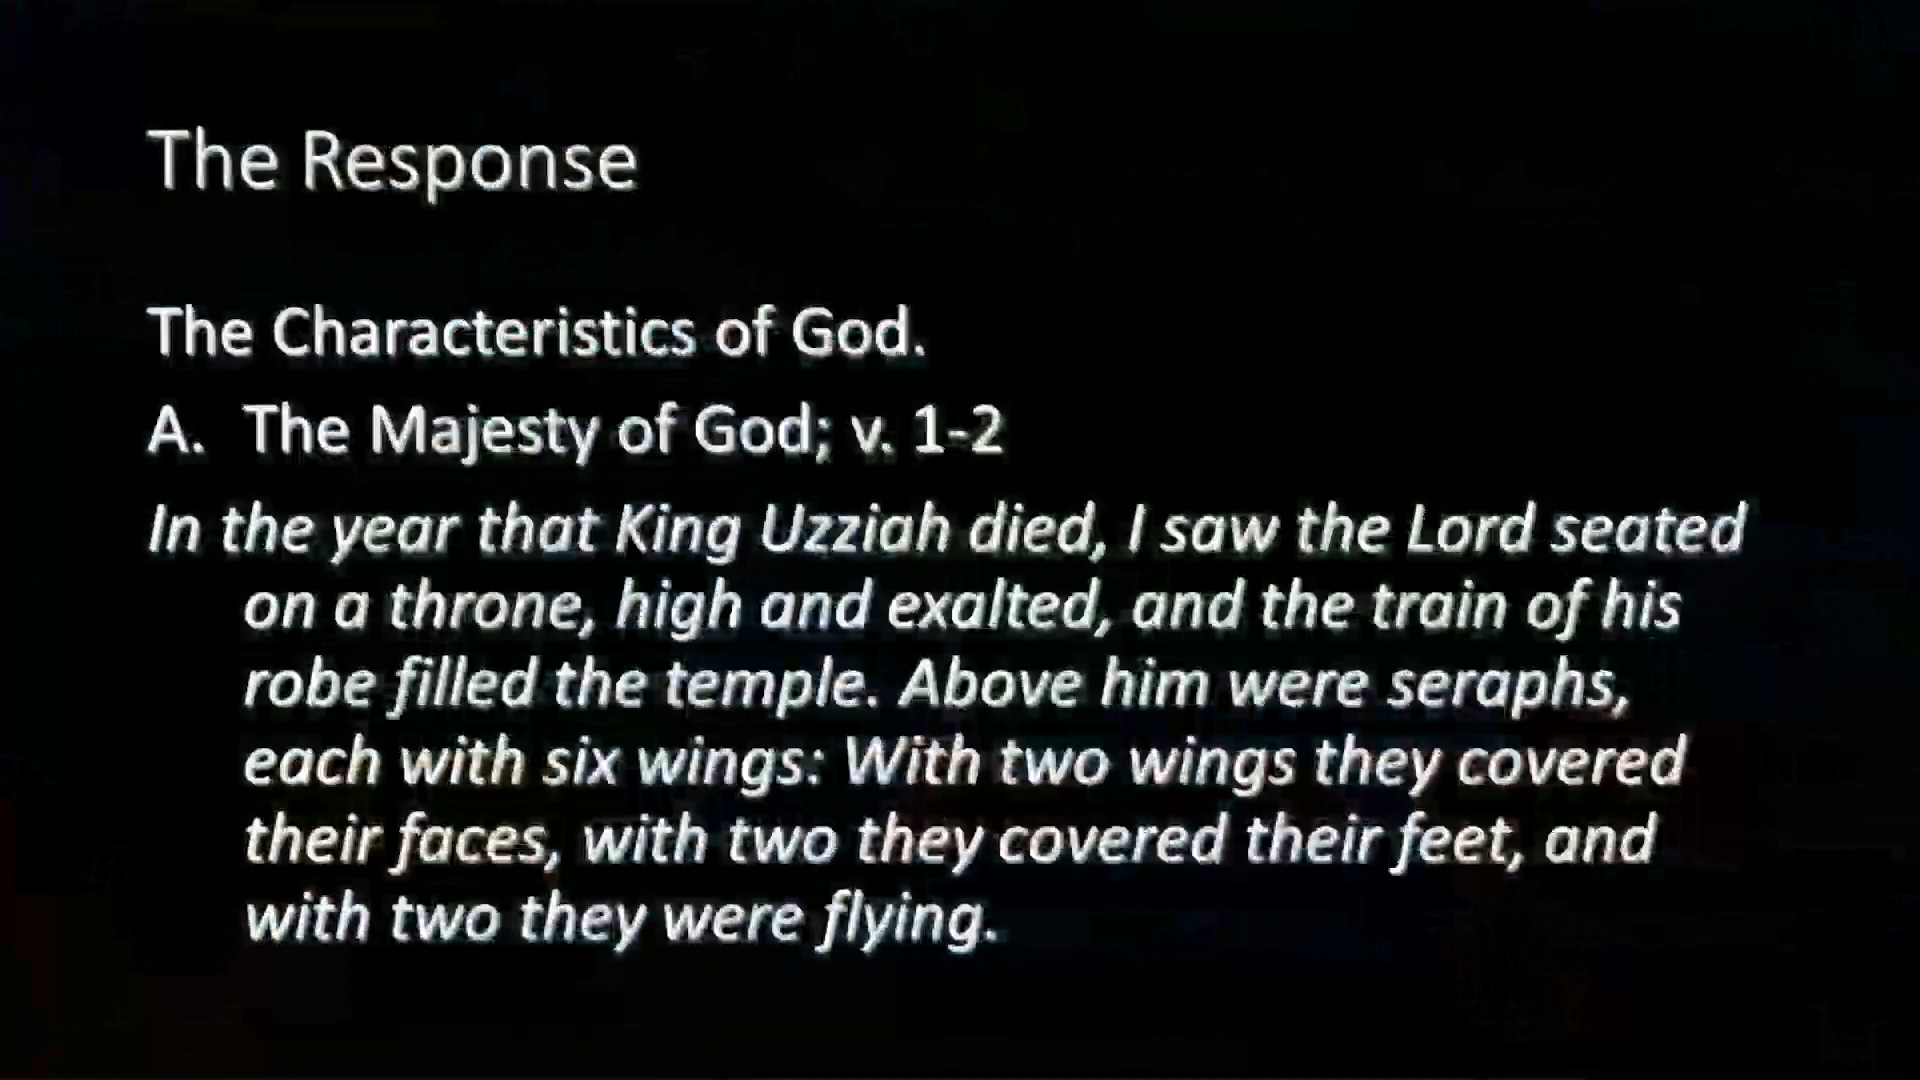 The Response
The Characteristics of God.
A. The Majesty of God; v. 1-2
In the year that King Uzziah died, I saw the Lord seated
on a throne, high and exalted, and the train of his
robe filled the temple. Above him were seraphs,
each with six wings: With two wings they covered
their faces, with two they covered their feet, and
with two they were flying.